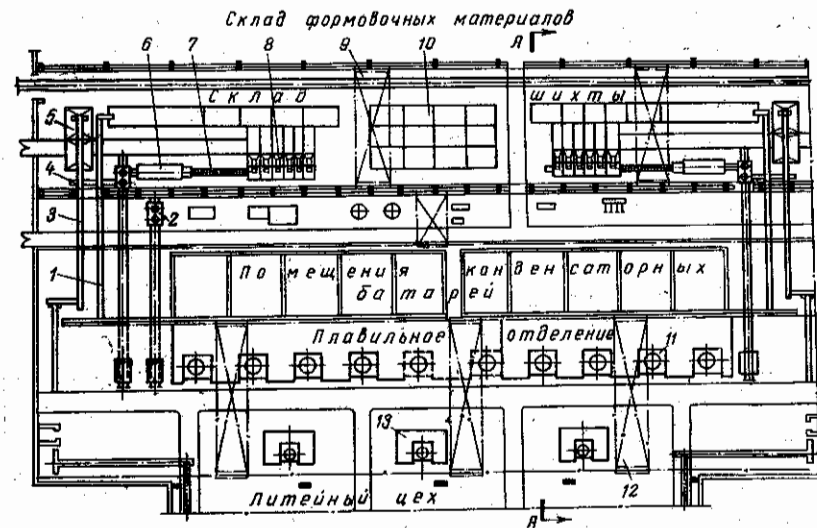 Склад формовочных материалов
А
6 7 8 9 10
Склад шихты
5
4
3 2
1
Помещения конденсаторных
батарей
Плавильное отделение 11
13
12
Литейный цех
А